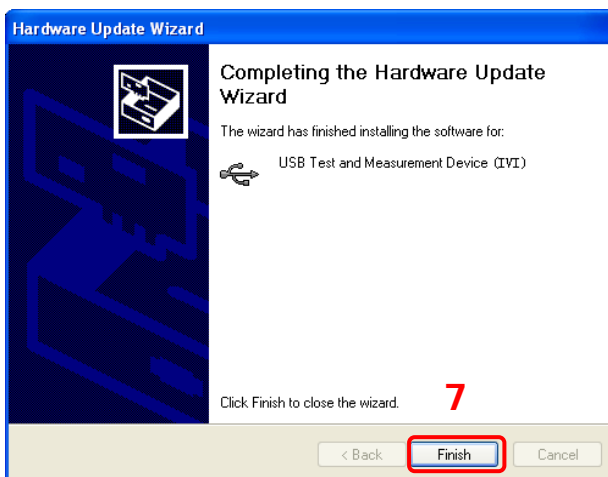 Hardware Update Wizard
Completing the Hardware Update
Wizard
The wizard has finished installing the software for:
USB Test and Measurement Device (IVI)
Click Finish to close the wizard.
7
< Back Finish Cancel